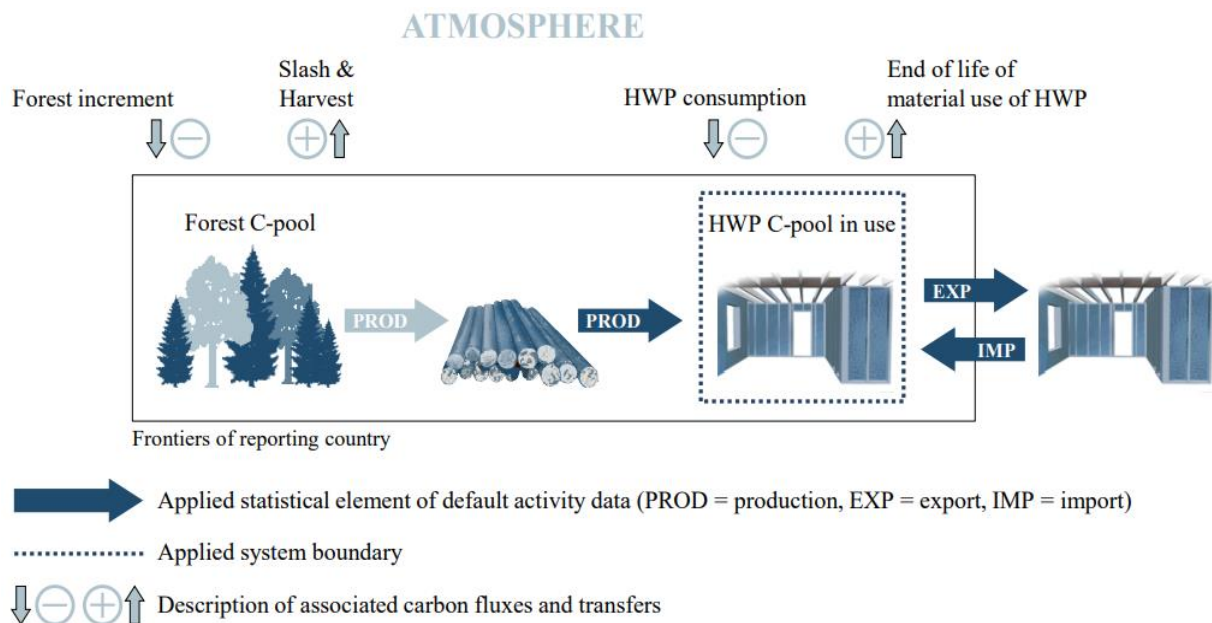 ATMOSPHERE
Forest increment
Slash &
Harvest
HWP consumption
End of life of
material use of HWP
Forest C-pool
HWP C-pool in use
PROD
PROD
EXP
IMP
Frontiers of reporting country
Applied statistical element of default activity data (PROD = production, EXP = export, IMP = import)
Applied system boundary
Description of associated carbon fluxes and transfers